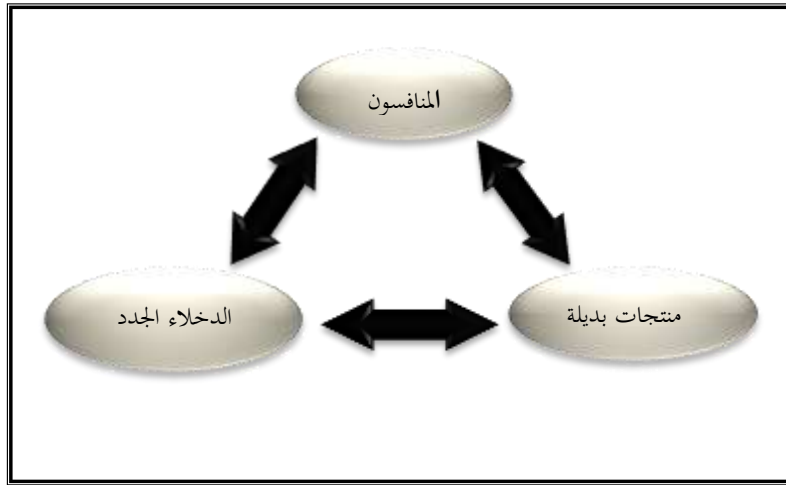 المنافسون
الدخلاء الجدد
منتجات بديلة